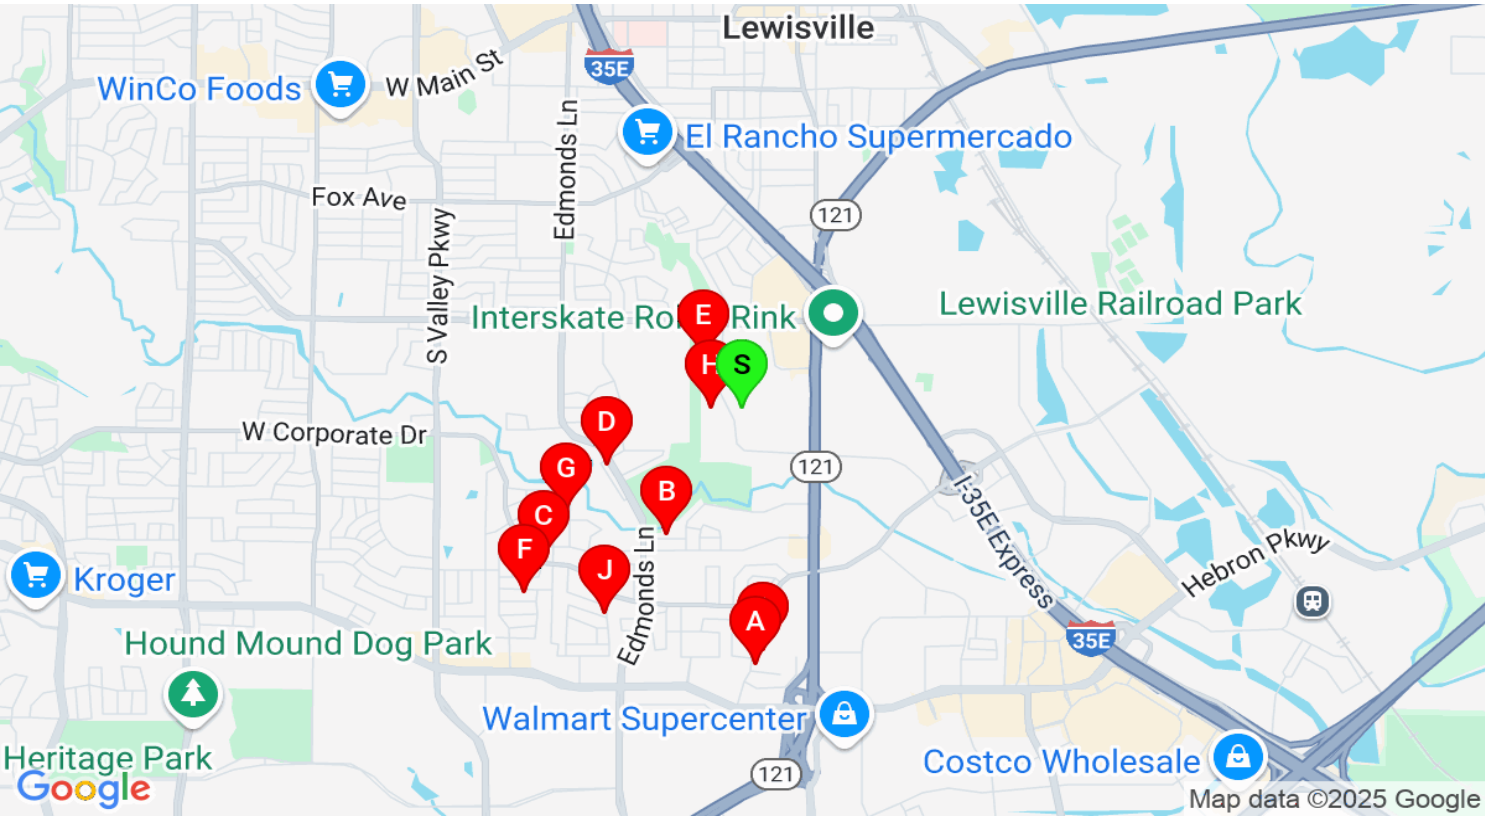 Lewisville
35E
W Main St
WinCo Foods
Edmonds Ln
El Rancho Supermercado
Fox Ave
121
S Valley Pkwy
Lewisville Railroad Park
Interskate Ro
Rink
E
H
S
D
W Corporate Dr
G
121
B
C
I-35E Express
F
J
Edmonds Ln
Hebron Pkwy
Kroger
A
35E
Hound Mound Dog Park
Walmart Supercenter
Heritage Park
Costco Wholesale
121
Google
Map data ©2025 Google